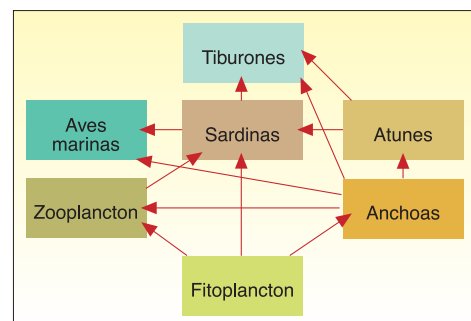 Tiburones
Aves
marinas
Sardinas
Atunes
Zooplancton
Anchoas
Fitoplancton